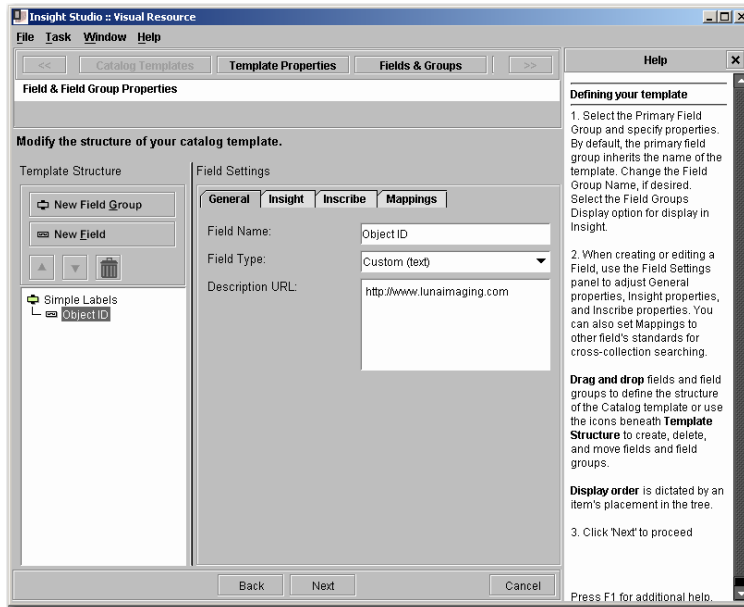 Insight Studio :: Visual Resource
File Task Window Help
<< Catalog Templates Template Properties Fields & Groups >>
Field & Field Group Properties
Modify the structure of your catalog template.
Template Structure
New Field Group
New Field
Simple Labels
Object ID
Field Settings
General Insight Inscribe Mappings
Field Name: Object ID
Field Type: Custom (text)
Description URL: http://www.lunaimaging.com
Back Next Cancel
Help
Defining your template
1. Select the Primary Field
Group and specify properties.
By default, the primary field
group inherits the name of the
template. Change the Field
Group Name, if desired.
Select the Field Groups
Display option for display in
Insight.
2. When creating or editing a
Field, use the Field Settings
panel to adjust General
properties, Insight properties,
and Inscribe properties. You
can also set Mappings to
other field's standards for
cross-collection searching.
Drag and drop fields and field
groups to define the structure
of the Catalog template or use
the icons beneath Template
Structure to create, delete,
and move fields and field
groups.
Display order is dictated by an
item's placement in the tree.
3. Click 'Next' to proceed
Press F1 for additional help.